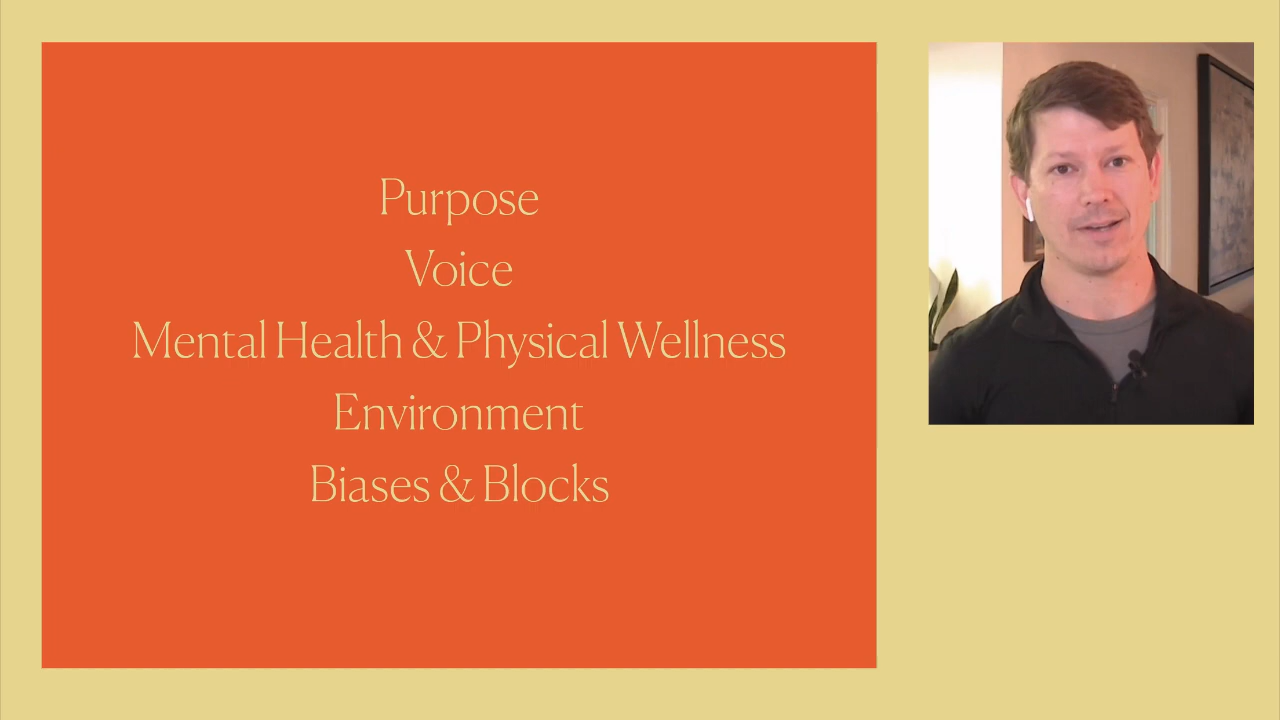 Purpose
Voice
Mental Health & Physical Wellness
Environment
Biases & Blocks